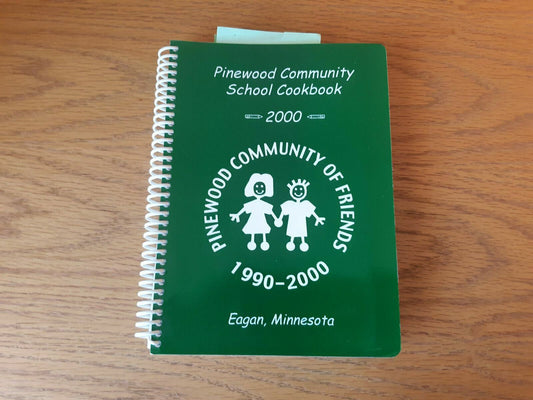 Pinewood Community
School Cookbook
2000
PINEWOOD COMMUNITY OF FRIENDS
1990-2000
Eagan, Minnesota